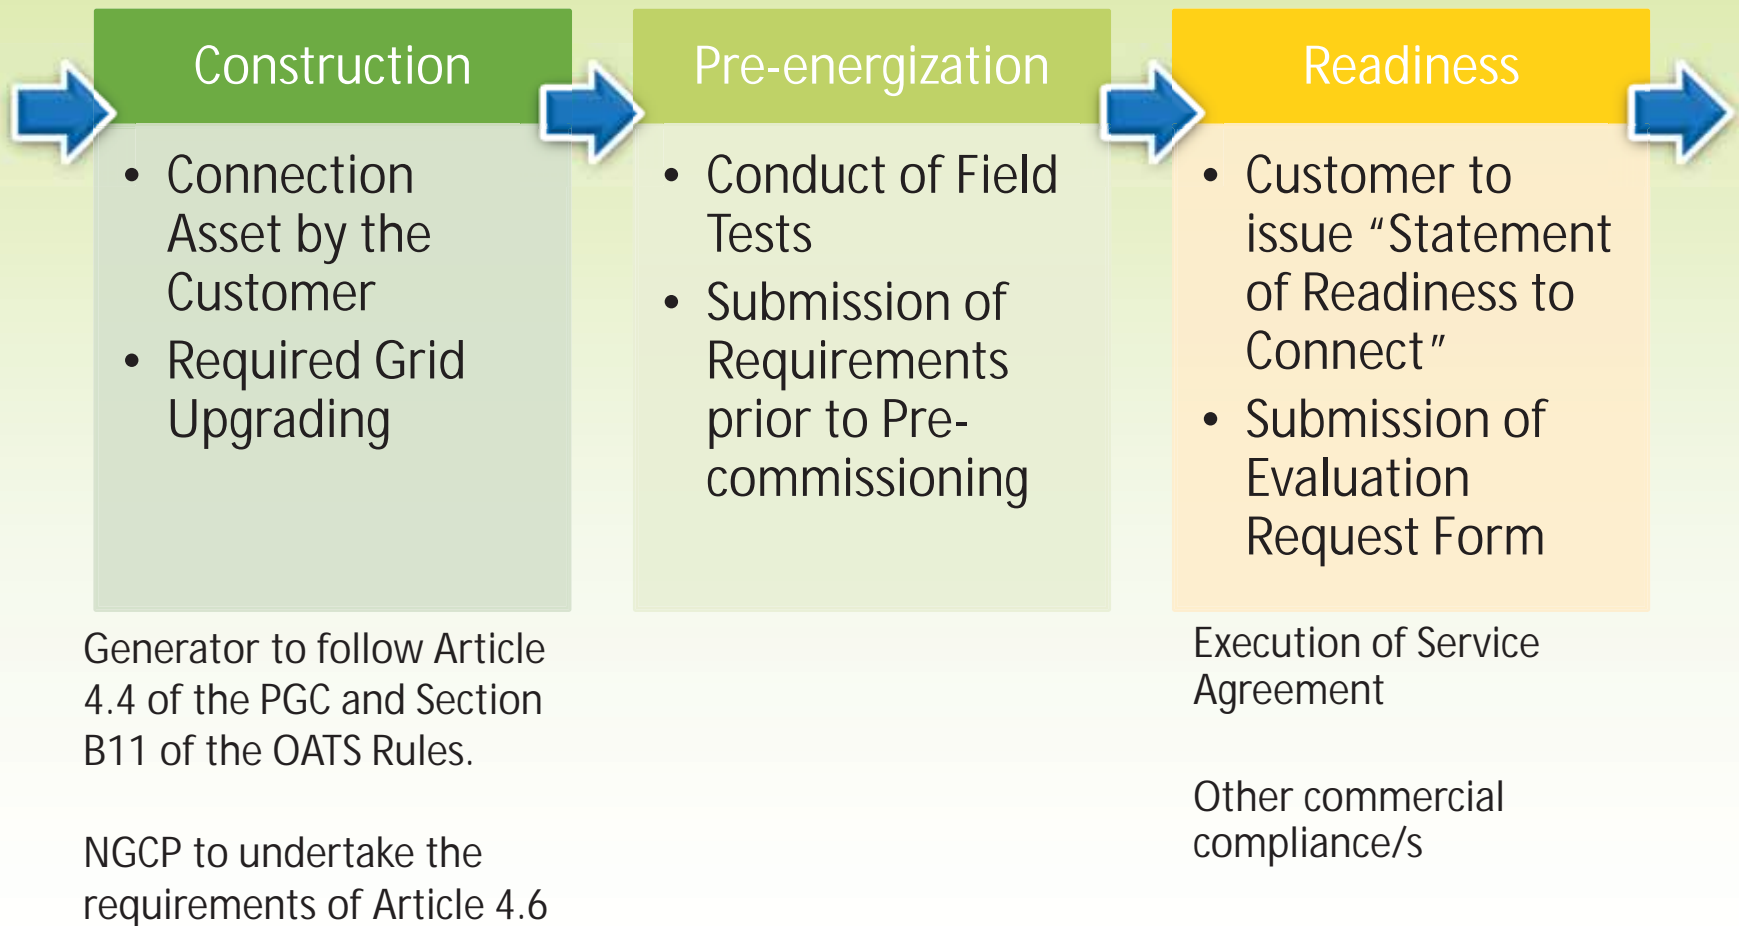 Construction
• Connection
Asset by the
Customer
• Required Grid
Upgrading
Generator to follow Article
4.4 of the PGC and Section
B11 of the OATS Rules.
NGCP to undertake the
requirements of Article 4.6
Pre-energization
• Conduct of Field
Tests
• Submission of
Requirements
prior to Pre-
commissioning
Readiness
• Customer to
issue “Statement
of Readiness to
Connect”
• Submission of
Evaluation
Request Form
Execution of Service
Agreement
Other commercial
compliance/s